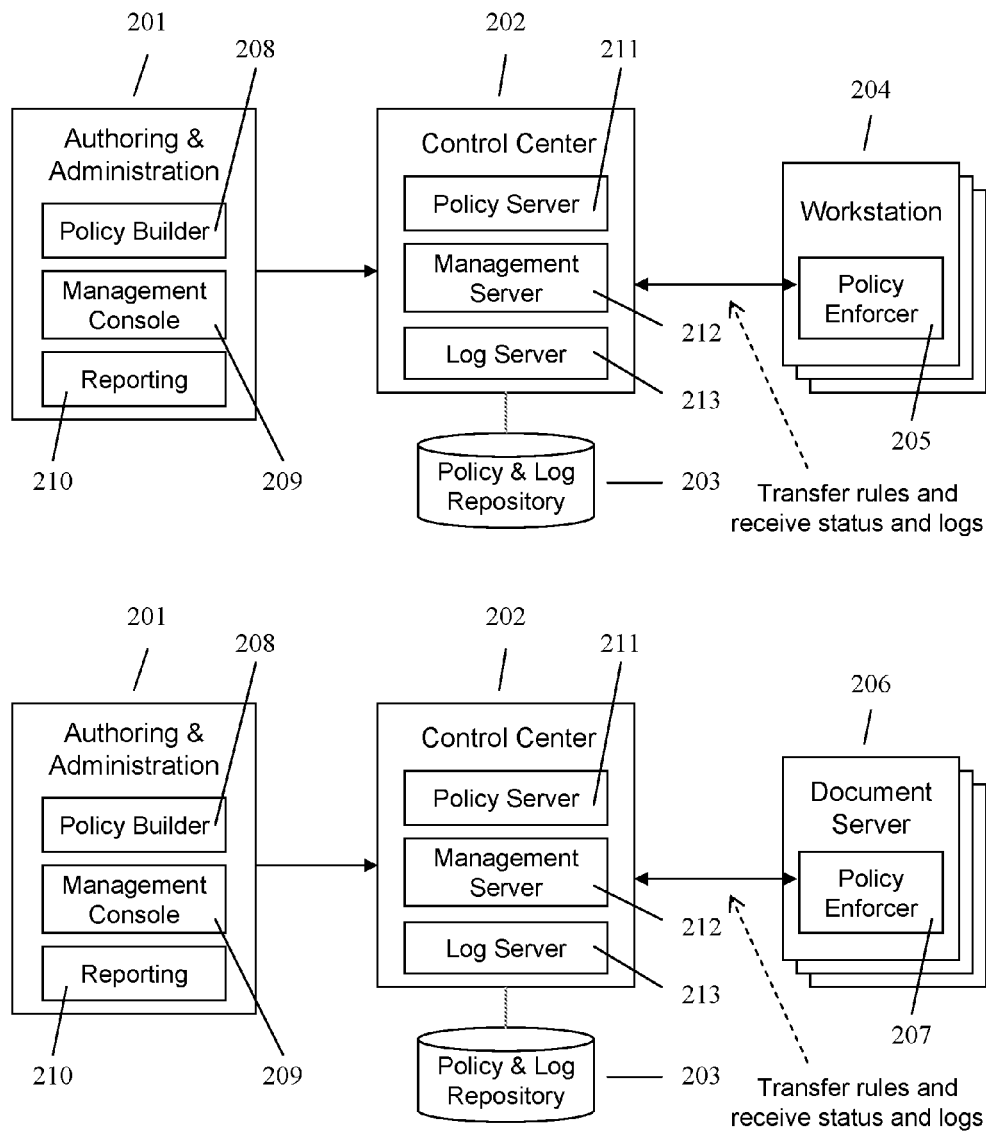 201
202
208
211
204
Authoring &
Administration
Control Center
Policy Server
Workstation
Policy Builder
Management
Server
Policy
Enforcer
Management
Console
212
Log Server
Reporting
213
205
210
209
Policy & Log
Repository
203
Transfer rules and
receive status and logs
201
202
208
211
206
Authoring &
Administration
Control Center
Policy Server
Document
Server
Policy Builder
Management
Server
Policy
Enforcer
Management
Console
212
Log Server
Reporting
213
207
210
209
Policy & Log
Repository
203
Transfer rules and
receive status and logs